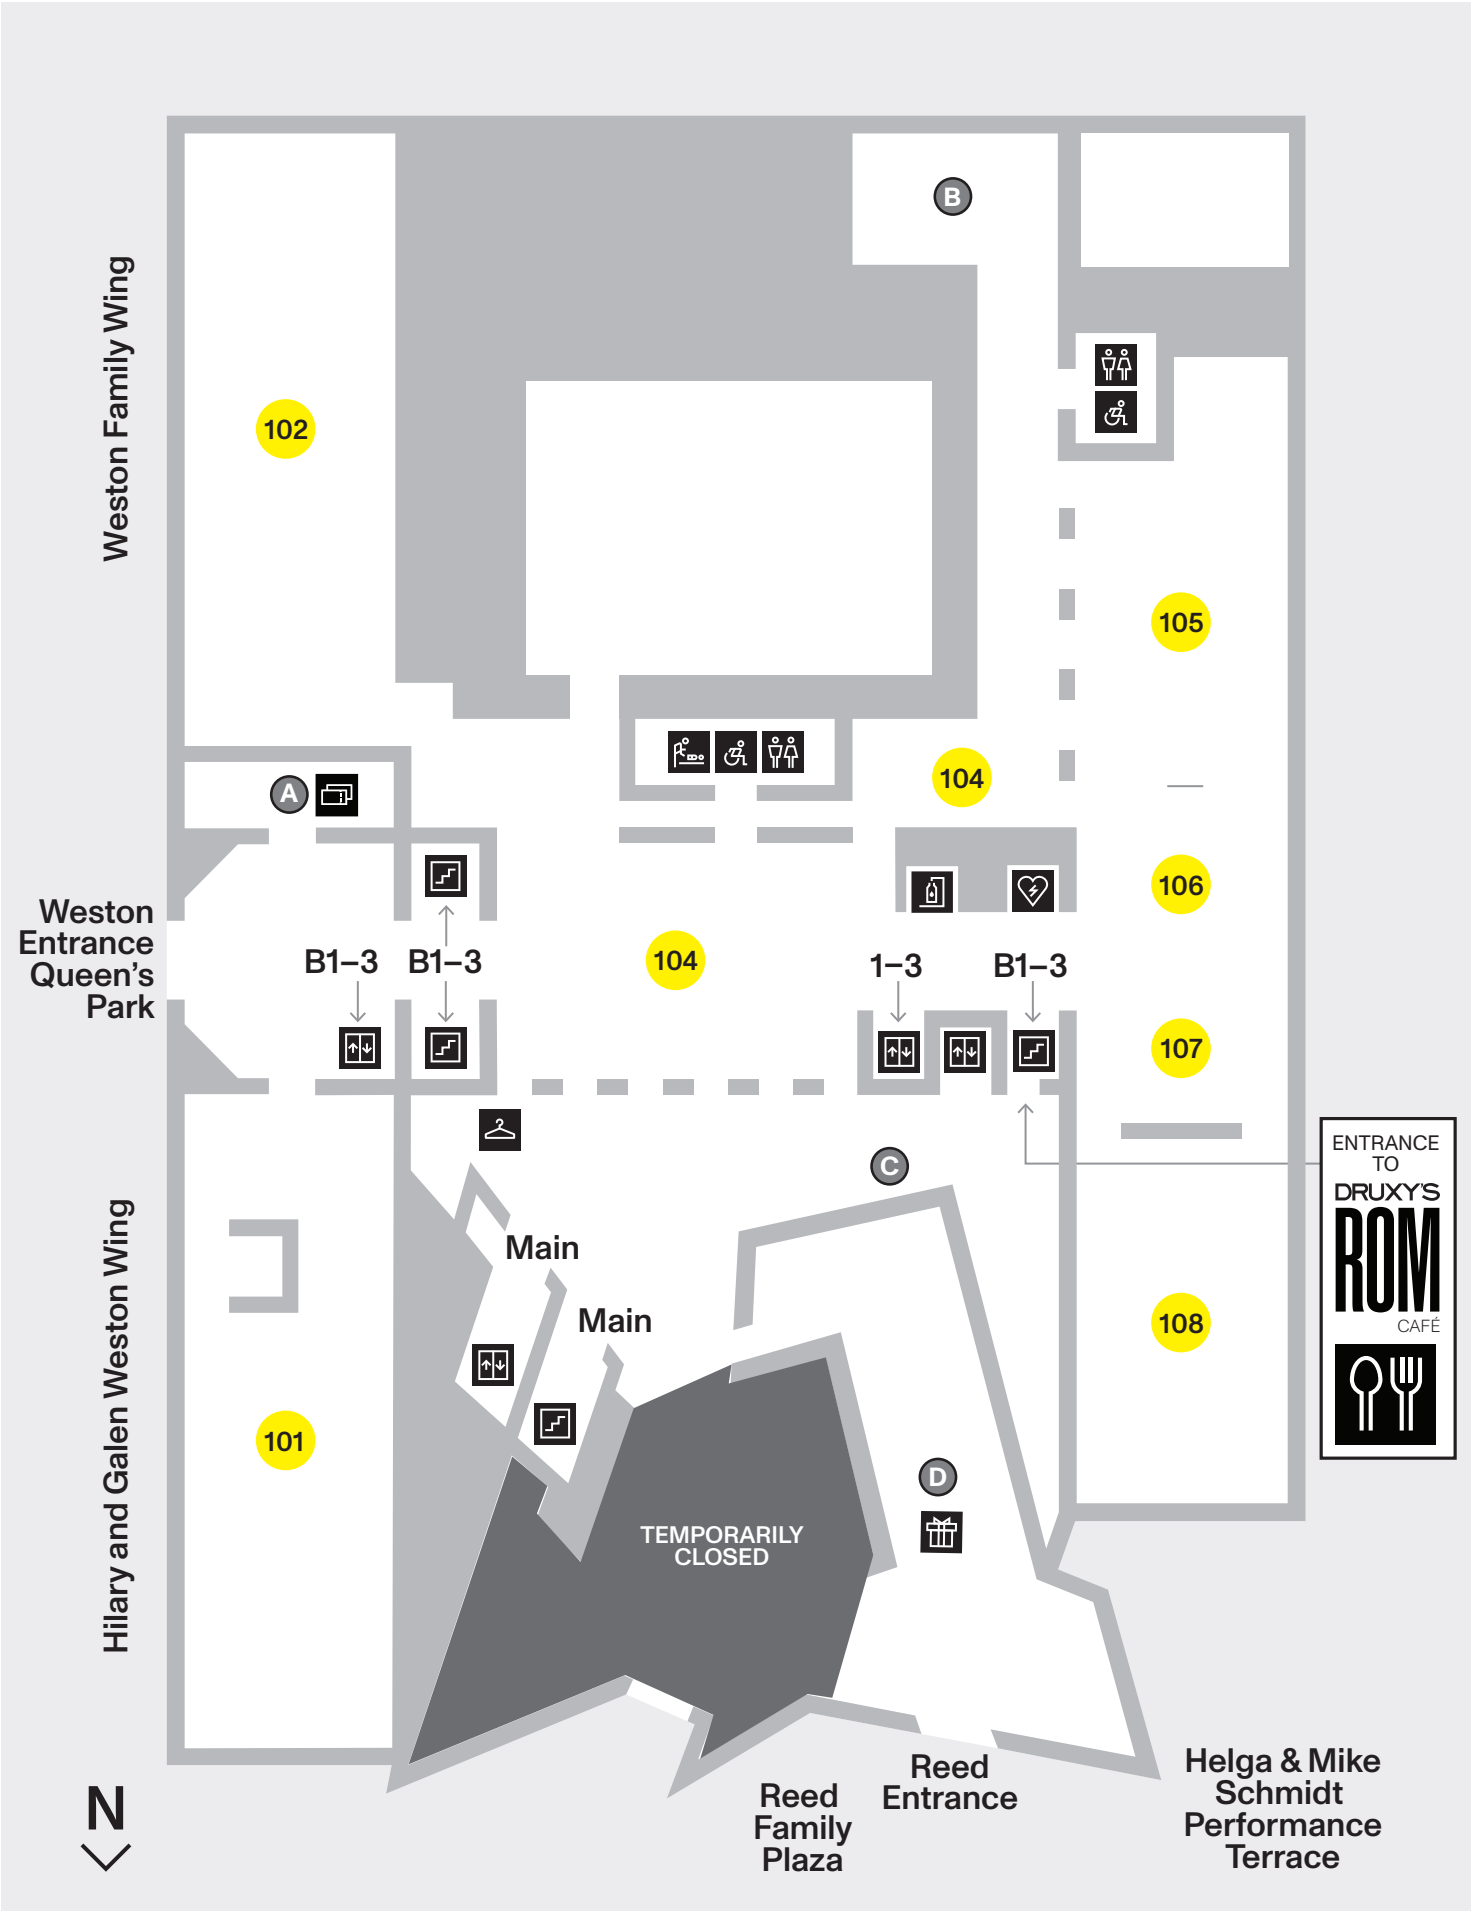 B
Weston Family Wing
102
105
A
104
106
Weston
Entrance
Queen's
Park
B1–3
B1–3
104
1–3
B1–3
107
C
ENTRANCE
TO
DRUXY'S
ROM
CAFÉ
Hilary and Galen Weston Wing
Main
Main
108
101
D
TEMPORARILY
CLOSED
N
Reed
Family
Plaza
Reed
Entrance
Helga & Mike
Schmidt
Performance
Terrace